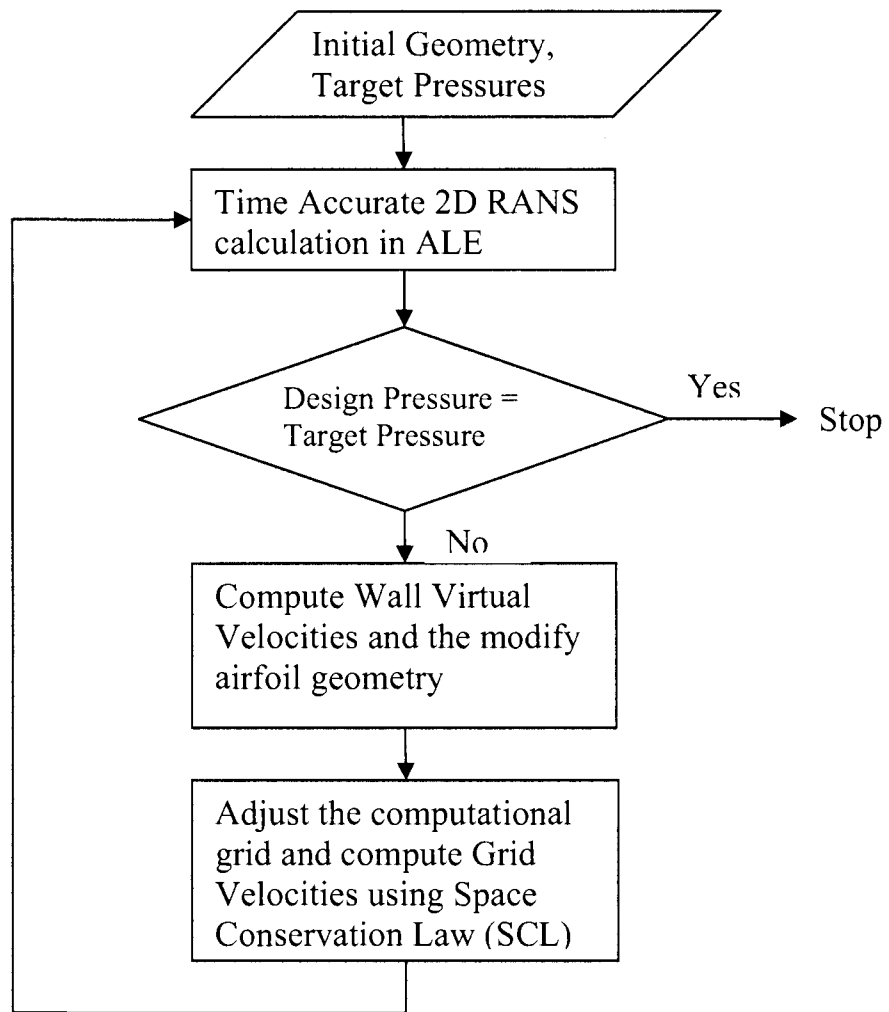 Initial Geometry,
Target Pressures
Time Accurate 2D RANS
calculation in ALE
Design Pressure =
Target Pressure
Yes
Stop
No
Compute Wall Virtual
Velocities and the modify
airfoil geometry
Adjust the computational
grid and compute Grid
Velocities using Space
Conservation Law (SCL)